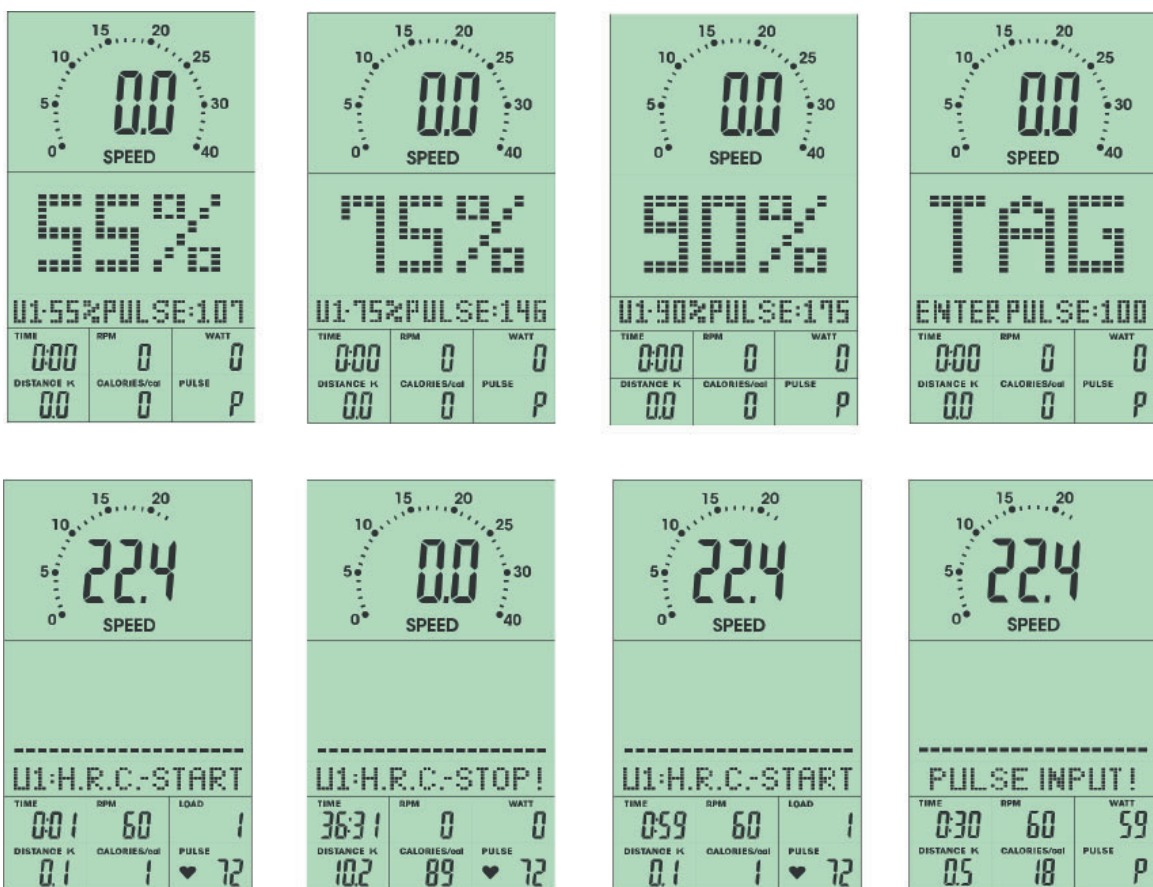 15 20
10 25
5 0.0 30
0 SPEED 40
55%
U1·55%PULSE:107
TIME RPM WATT
0:00 0 0
DISTANCE K CALORIES/cal PULSE
0.0 0 P
15 20
10 25
5 0.0 30
0 SPEED 40
75%
U1·75%PULSE:146
TIME RPM WATT
0:00 0 0
DISTANCE K CALORIES/cal PULSE
0.0 0 P
15 20
10 25
5 0.0 30
0 SPEED 40
90%
U1·90%PULSE:175
TIME RPM WATT
0:00 0 0
DISTANCE K CALORIES/cal PULSE
0.0 0 P
15 20
10 25
5 0.0 30
0 SPEED 40
TAG
ENTER PULSE:100
TIME RPM WATT
0:00 0 0
DISTANCE K CALORIES/cal PULSE
0.0 0 P
15 20
10
5 22.4
0 SPEED
U1:H.R.C.-START
TIME RPM LOAD
0:01 60 1
DISTANCE K CALORIES/cal PULSE
0.1 1 ♥ 72
15 20
10 25
5 0.0 30
0 SPEED 40
U1:H.R.C.-STOP!
TIME RPM WATT
36:31 0 0
DISTANCE K CALORIES/cal PULSE
10.2 89 ♥ 72
15 20
10
5 22.4
0 SPEED
U1:H.R.C.-START
TIME RPM LOAD
0:59 60 1
DISTANCE K CALORIES/cal PULSE
0.1 1 ♥ 72
15 20
10
5 22.4
0 SPEED
PULSE INPUT!
TIME RPM WATT
0:30 60 59
DISTANCE K CALORIES/cal PULSE
0.5 18 P